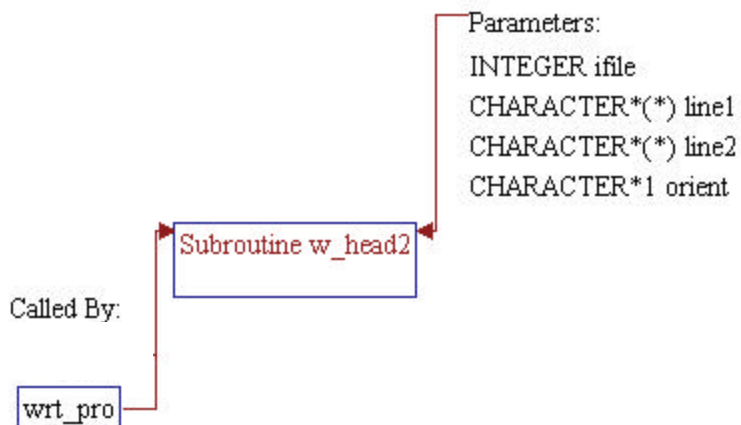 Parameters:
INTEGER ifile
CHARACTER*(*) line1
CHARACTER*(*) line2
CHARACTER*1 orient
Subroutine w_head2
Called By:
wrt_pro